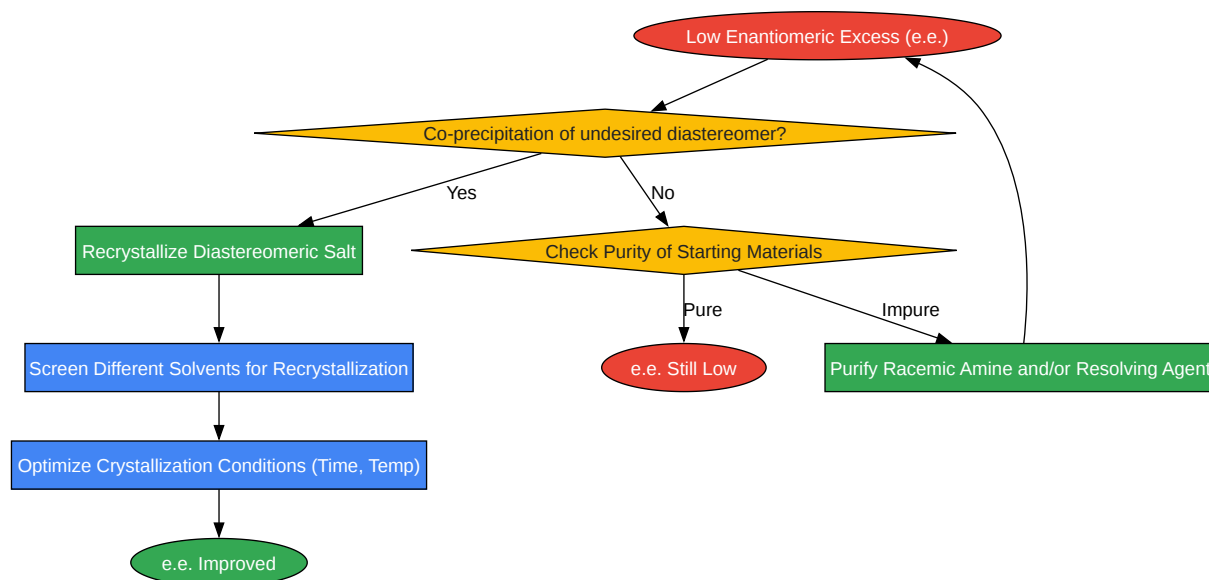 Low Enantiomeric Excess (e.e.)
Co-precipitation of undesired diastereomer?
Yes
No
Recrystallize Diastereomeric Salt
Check Purity of Starting Materials
Pure
Impure
Screen Different Solvents for Recrystallization
e.e. Still Low
Purify Racemic Amine and/or Resolving Agent
Optimize Crystallization Conditions (Time, Temp)
e.e. Improved